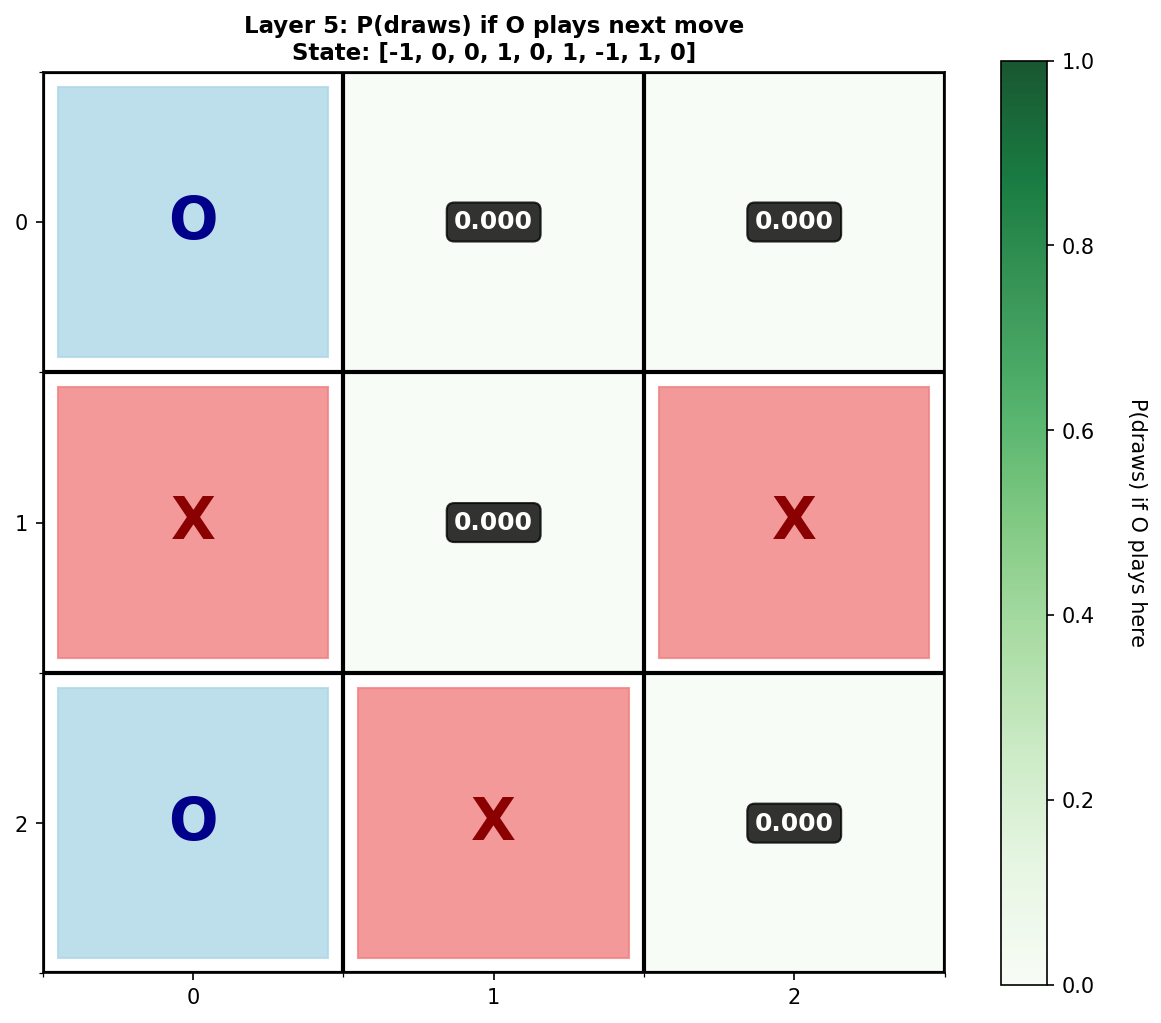 Layer 5: P(draws) if O plays next move
State: [-1, 0, 0, 1, 0, 1, -1, 1, 0]
O
0.000
0.000
X
0.000
X
O
X
0.000
0
1
2
0
1
2
1.0
0.8
0.6
0.4
0.2
0.0
P(draws) if O plays here